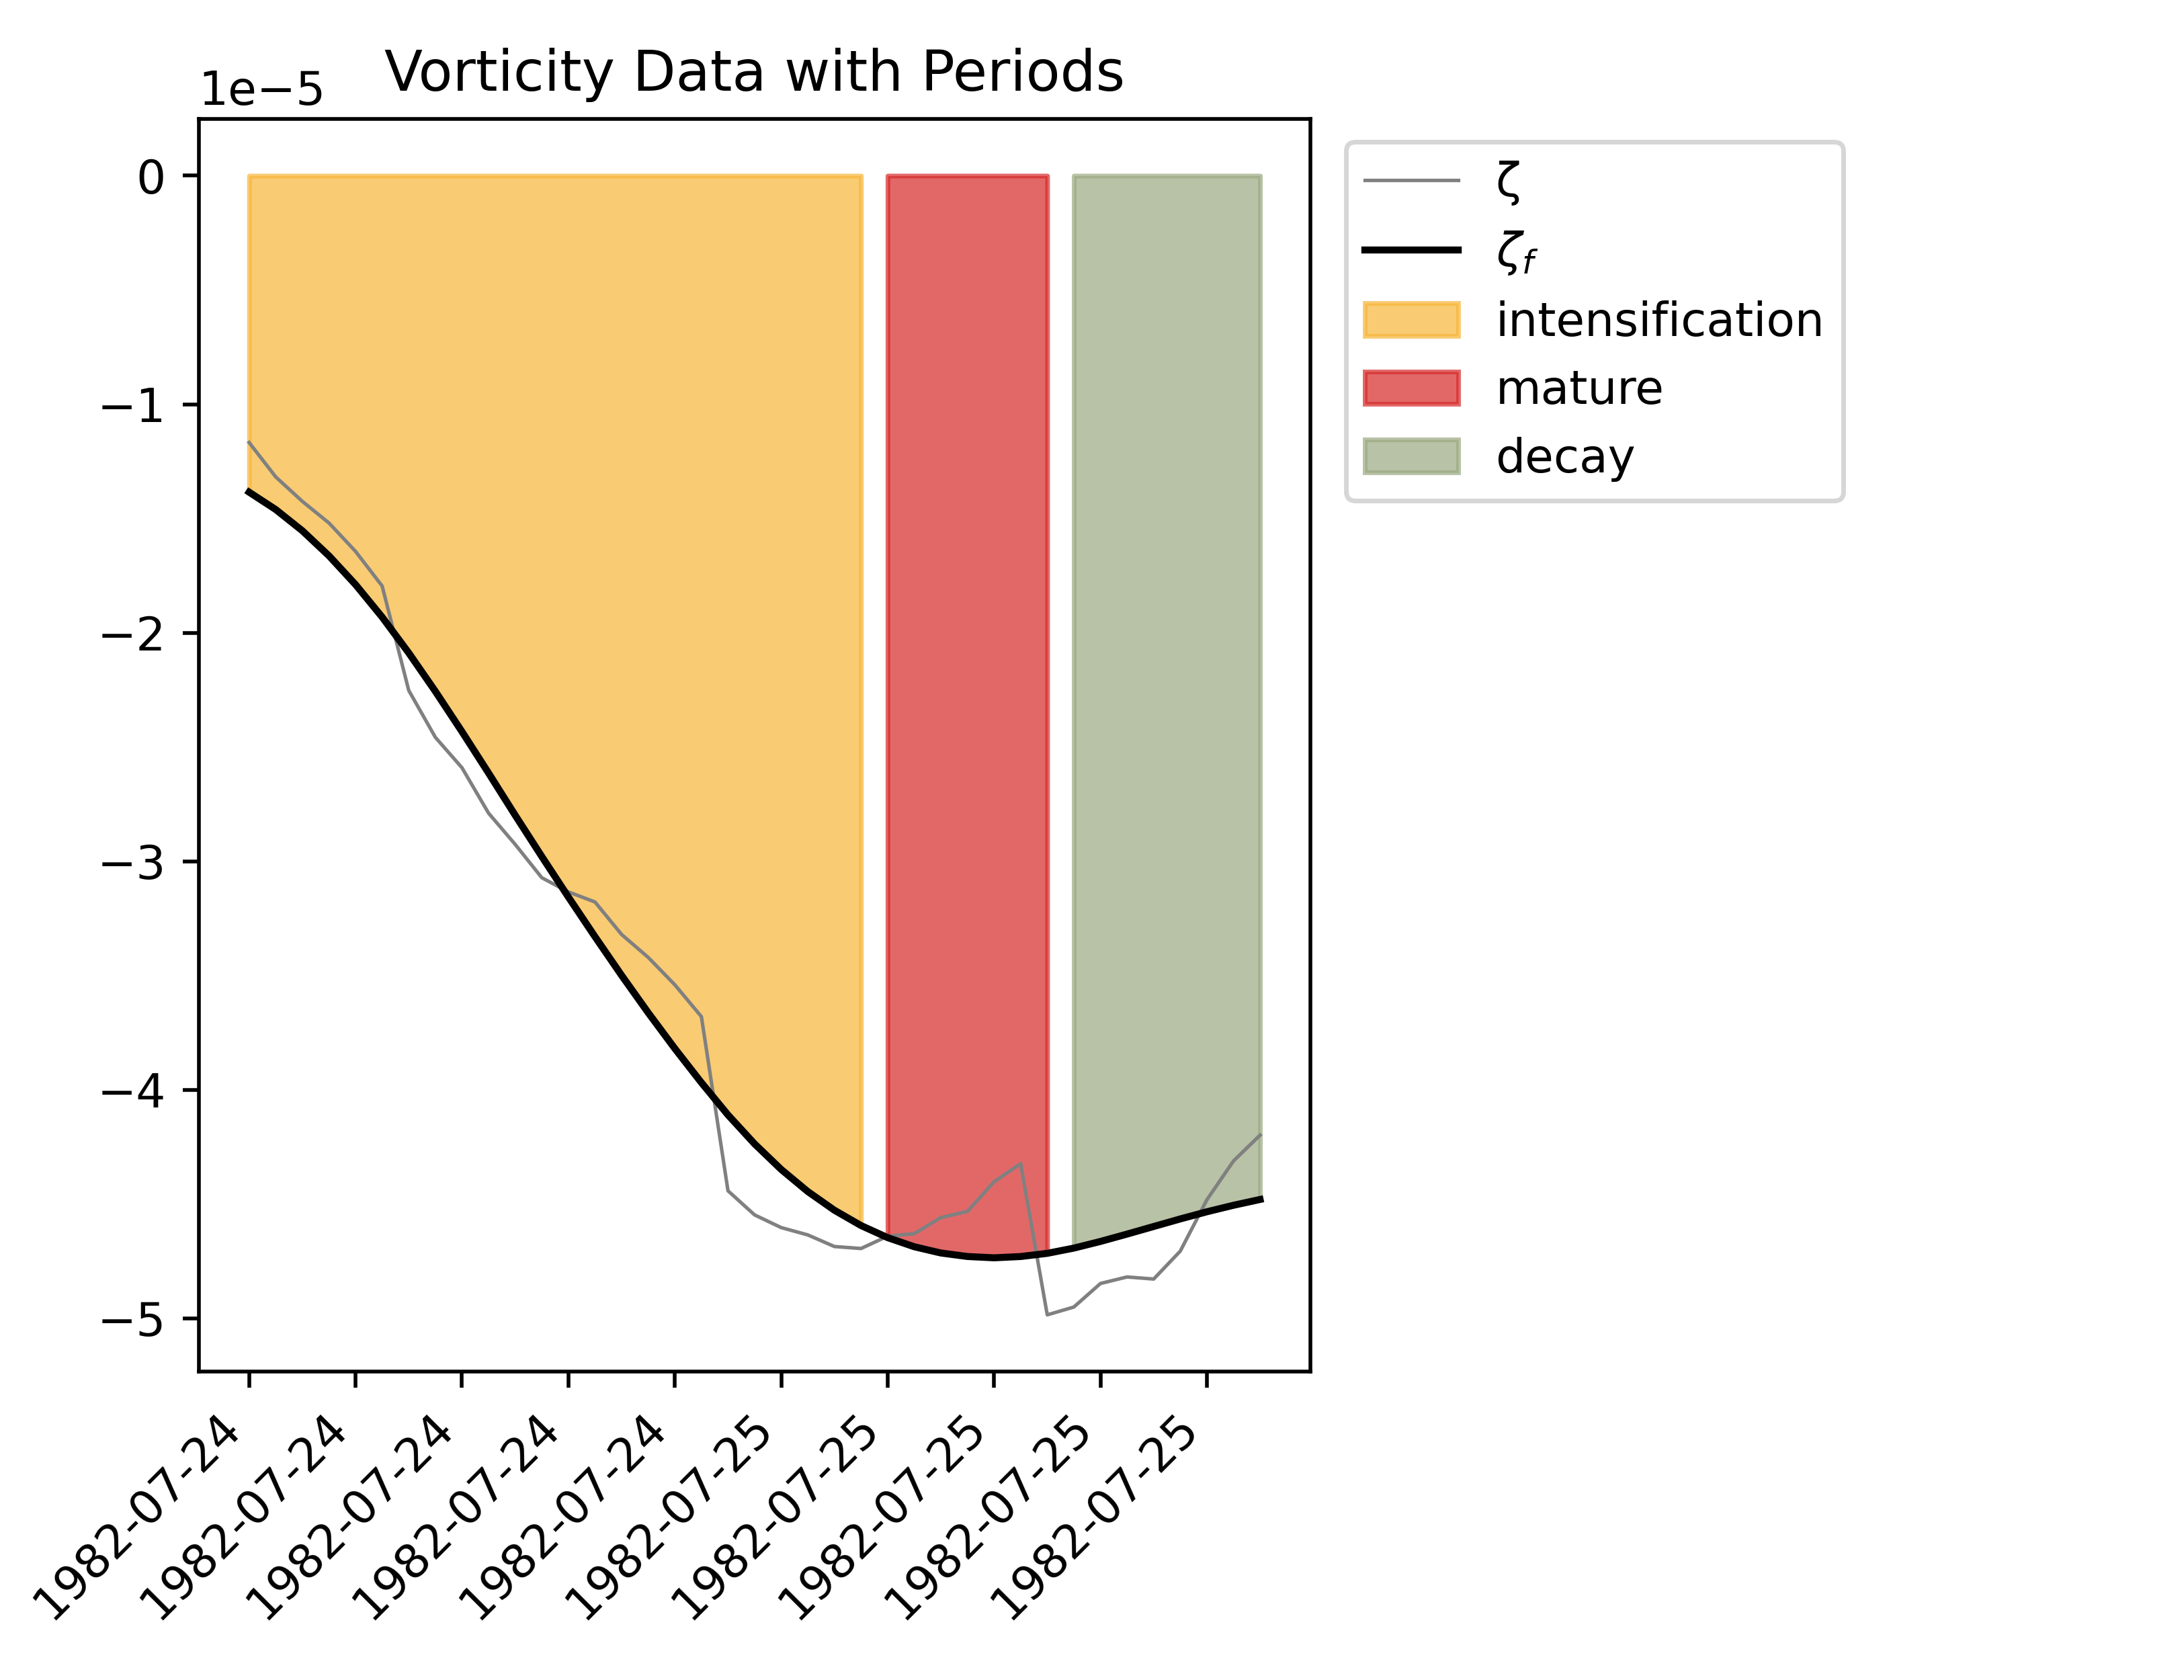 Vorticity Data with Periods
1e−5
0
−1
−2
−3
−4
−5
1982-07-24
1982-07-24
1982-07-24
1982-07-24
1982-07-24
1982-07-25
1982-07-25
1982-07-25
1982-07-25
1982-07-25
ζ
ζf
intensification
mature
decay